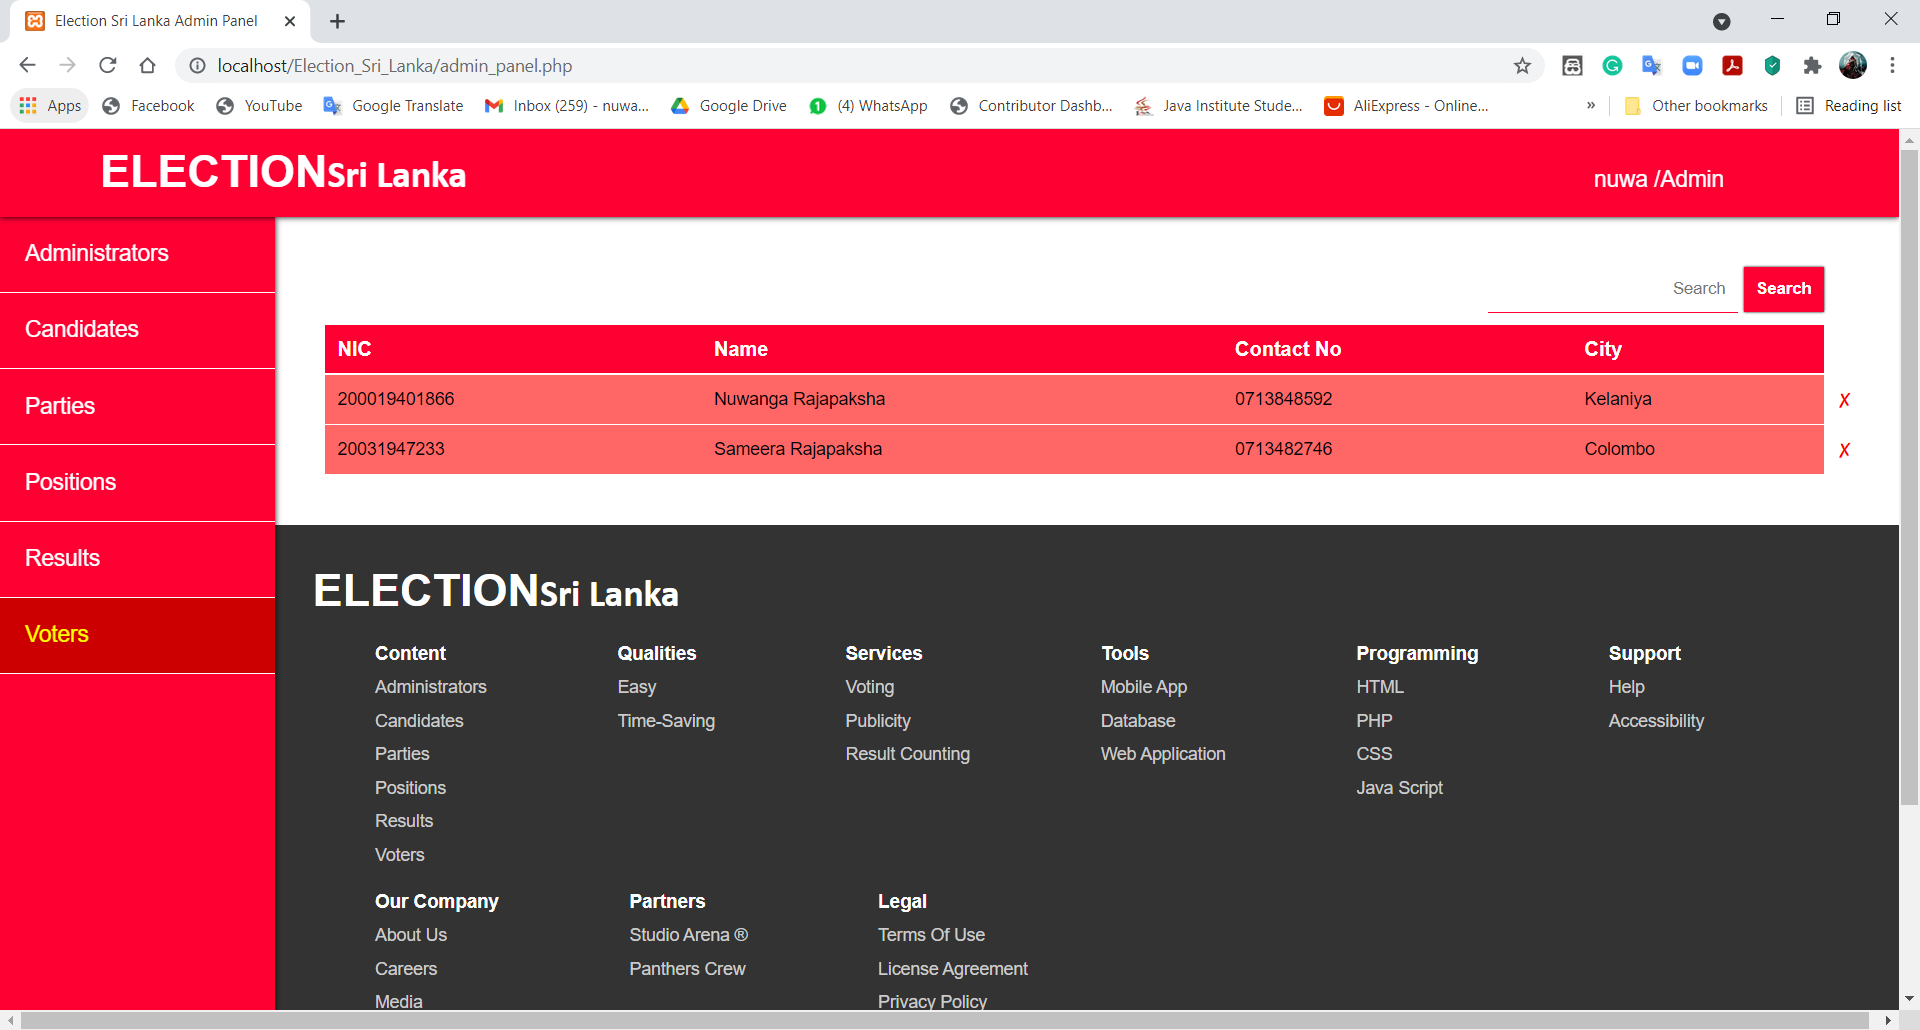 Election Sri Lanka Admin Panel
localhost/Election_Sri_Lanka/admin_panel.php
Apps Facebook YouTube Google Translate Inbox (259) - nuwa... Google Drive (4) WhatsApp Contributor Dashb... Java Institute Stude... AliExpress - Online... » Other bookmarks Reading list
ELECTIONSri Lanka
nuwa /Admin
Administrators
Candidates
Parties
Positions
Results
Voters
Search Search
NIC Name Contact No City
200019401866 Nuwanga Rajapaksha 0713848592 Kelaniya ✗
20031947233 Sameera Rajapaksha 0713482746 Colombo ✗
ELECTIONSri Lanka
Content
Administrators
Candidates
Parties
Positions
Results
Voters
Qualities
Easy
Time-Saving
Services
Voting
Publicity
Result Counting
Tools
Mobile App
Database
Web Application
Programming
HTML
PHP
CSS
Java Script
Support
Help
Accessibility
Our Company
About Us
Careers
Media
Partners
Studio Arena ®
Panthers Crew
Legal
Terms Of Use
License Agreement
Privacy Policy